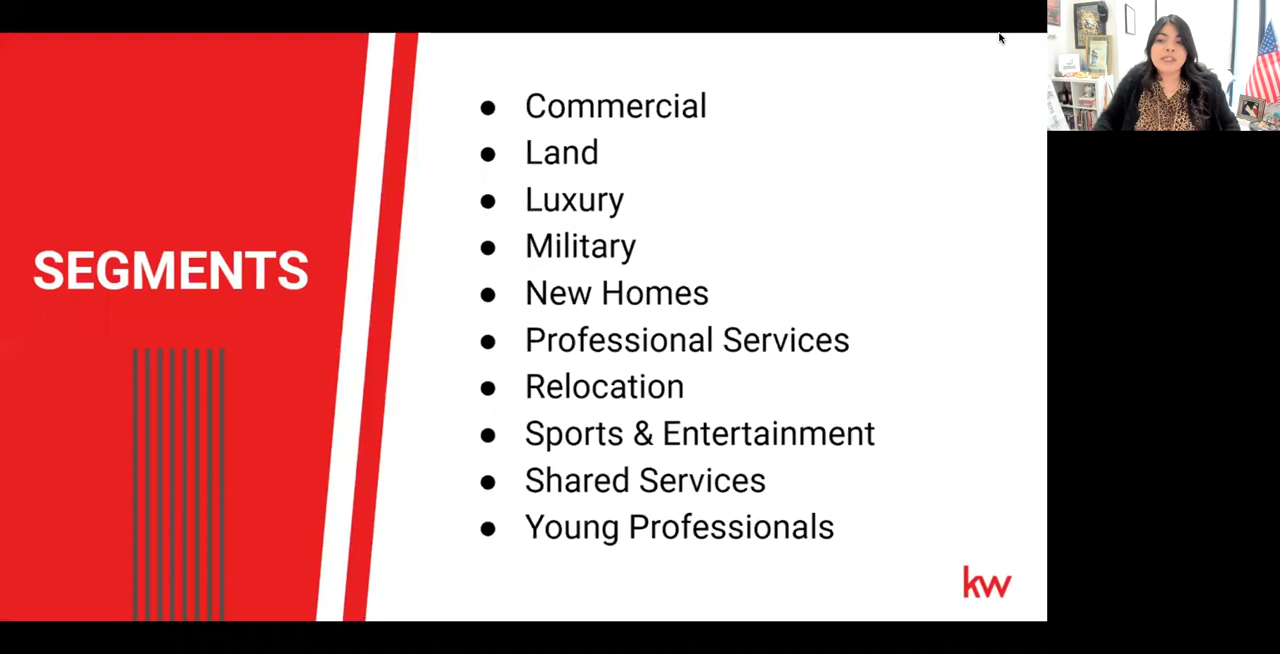 SEGMENTS
● Commercial
● Land
● Luxury
● Military
● New Homes
● Professional Services
● Relocation
● Sports & Entertainment
● Shared Services
● Young Professionals
kw